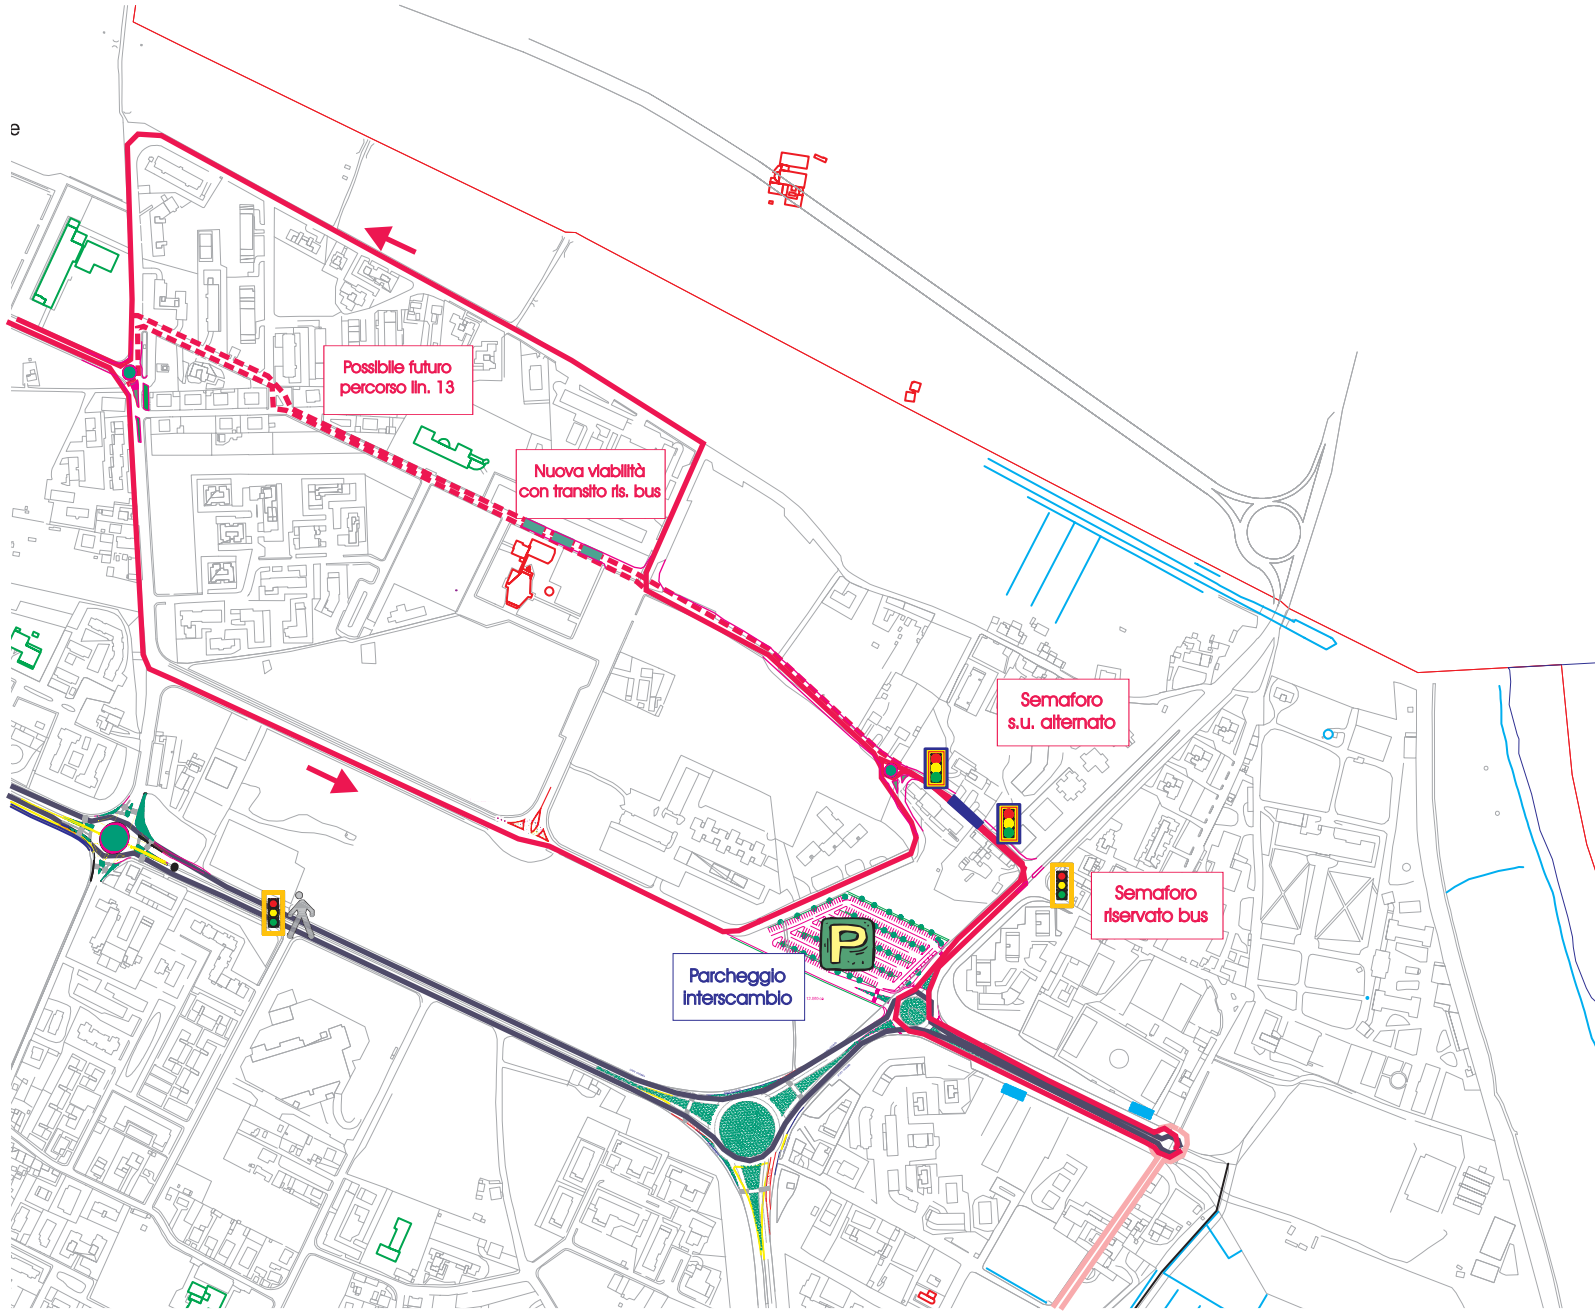 e
Possibile futuro
percorso lin. 13
Nuova viabilità
con transito ris. bus
Semaforo
s.u. alternato
Semaforo
riservato bus
P
Parcheggio
interscambio